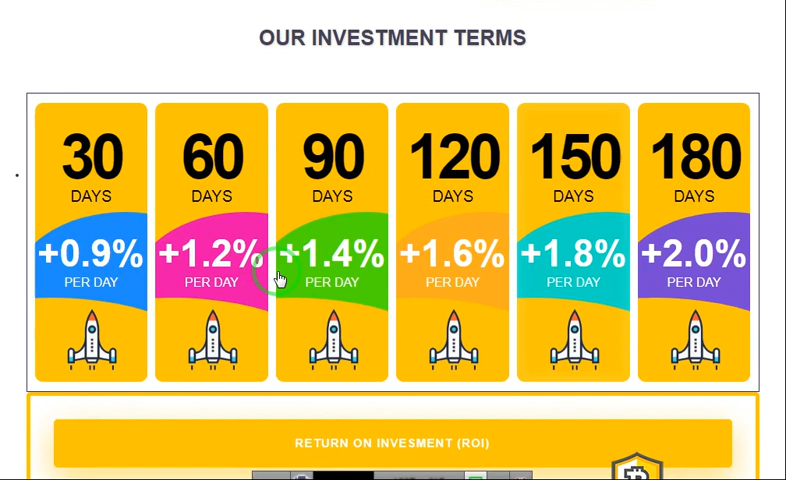 OUR INVESTMENT TERMS
30 60 90 120 150 180
DAYS DAYS DAYS DAYS DAYS DAYS
+0.9% +1.2% +1.4% +1.6% +1.8% +2.0%
PER DAY PER DAY PER DAY PER DAY PER DAY PER DAY
RETURN ON INVESMENT (ROI)